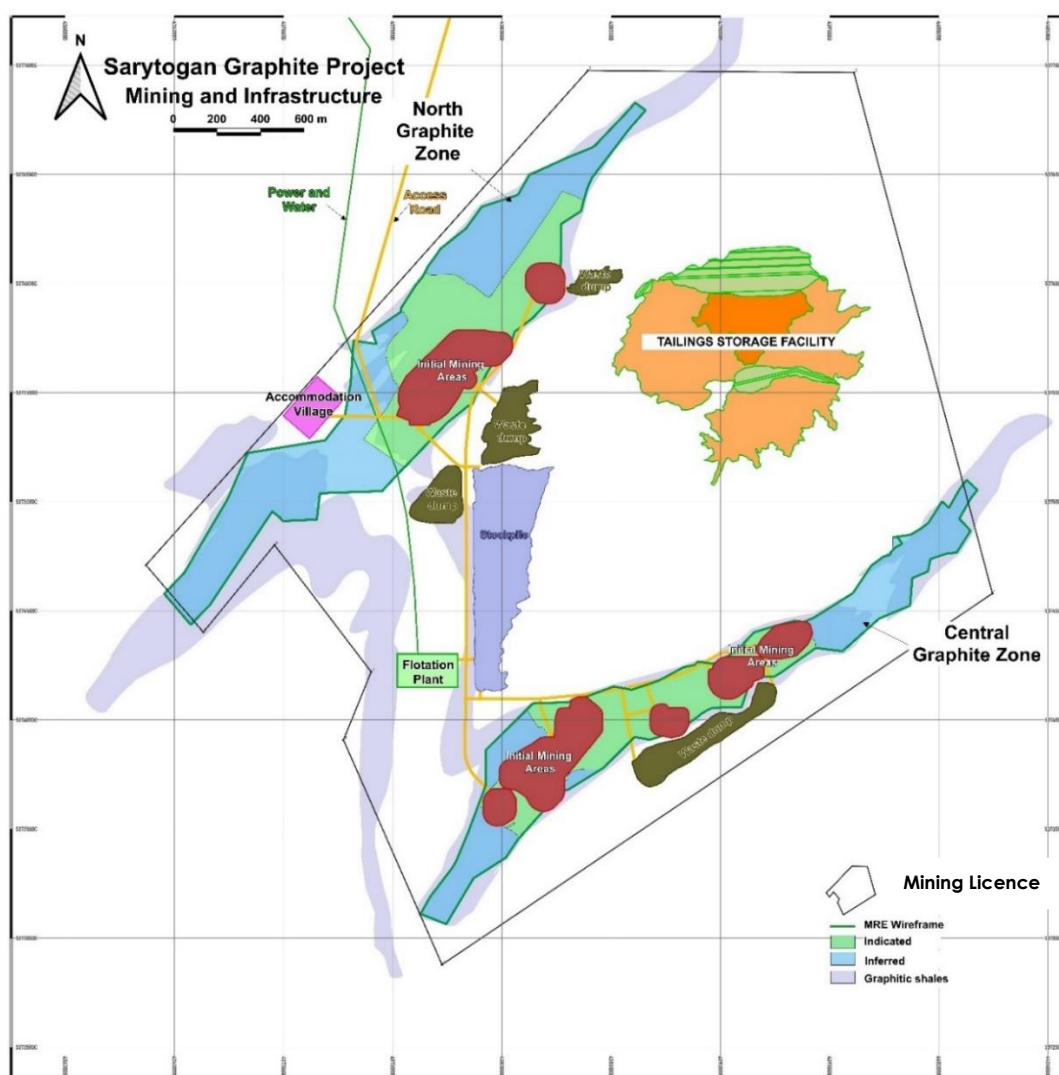 N
Sarytogan Graphite Project
Mining and Infrastructure
0 200 400 600 m
North
Graphite
Zone
Power and
Water
Access
Road
Waste
dump
TAILINGS STORAGE FACILITY
Initial Mining
Areas
Accommodation
Village
Waste
dump
Waste
dump
Stockpile
Flotation
Plant
Central
Graphite Zone
Initial Mining
Areas
Waste dump
Initial Mining
Areas
Mining Licence
MRE Wireframe
Indicated
Inferred
Graphitic shales